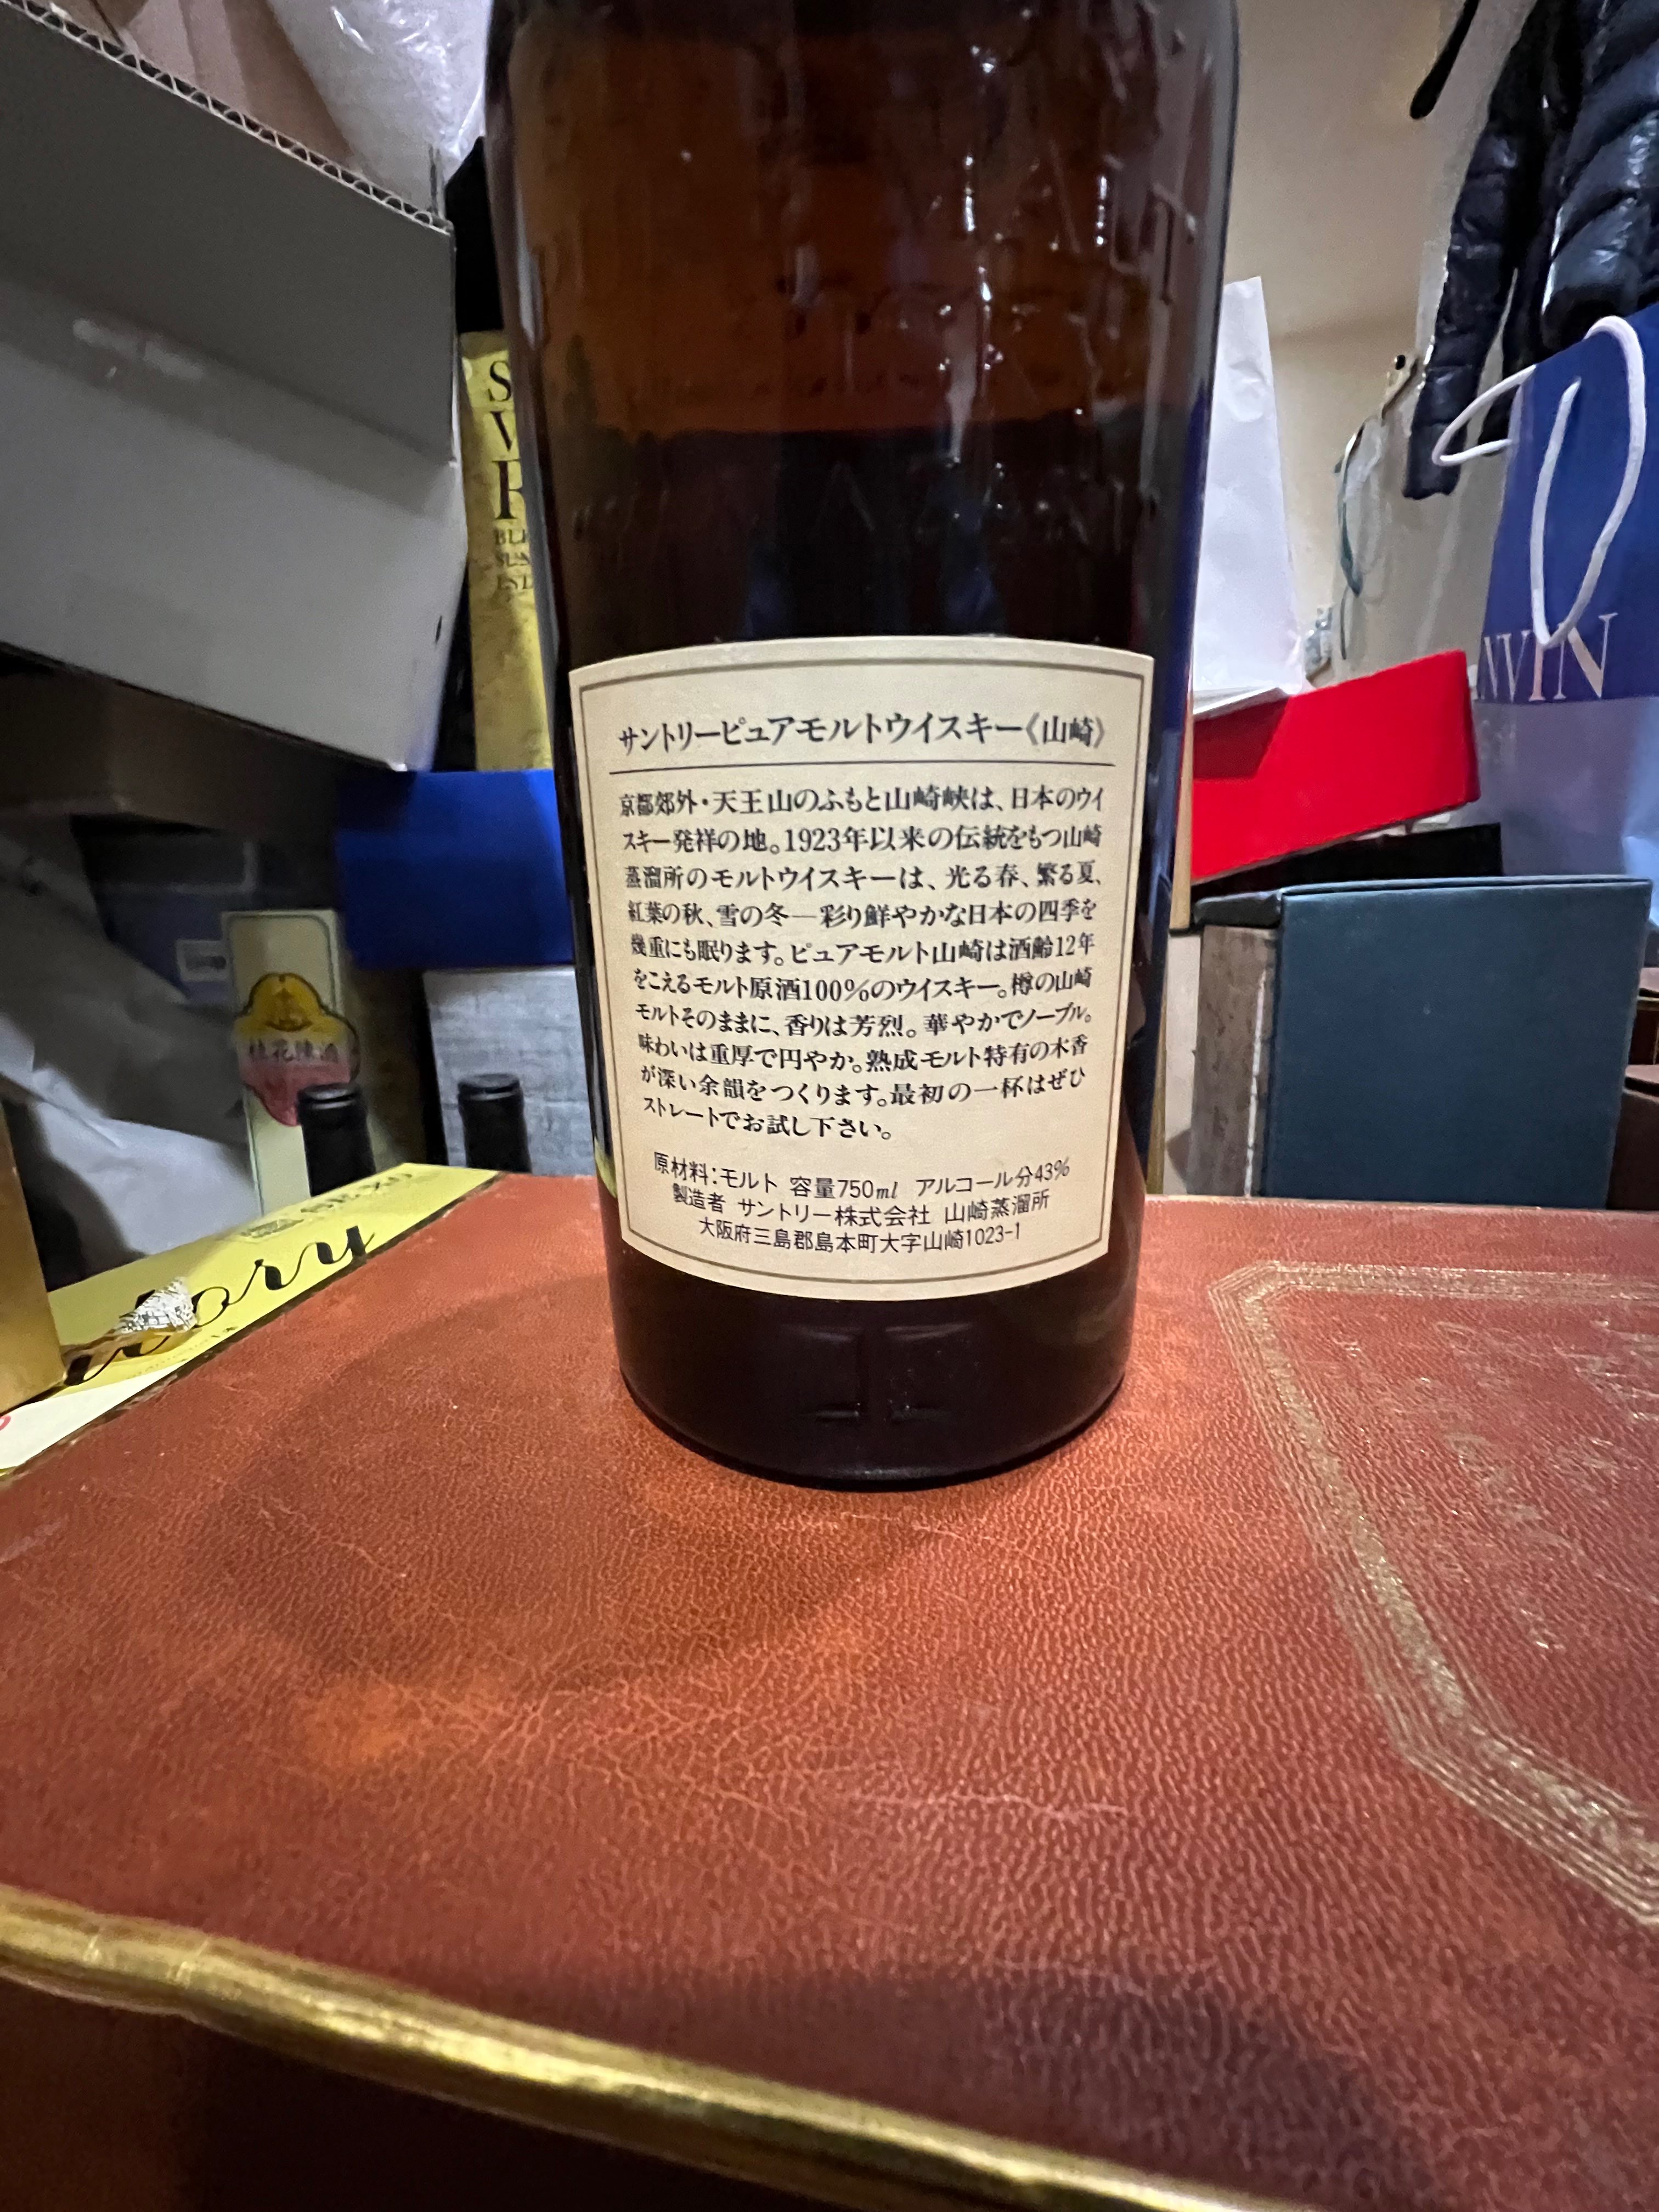 サントリーピュアモルトウイスキー《山崎》
京都郊外・天王山のふもと山崎峡は、日本のウイ
スキー発祥の地。1923年以来の伝統をもつ山崎
蒸溜所のモルトウイスキーは、光る春、繁る夏、
紅葉の秋、雪の冬—彩り鮮やかな日本の四季を
幾重にも眠ります。ピュアモルト山崎は酒齢12年
をこえるモルト原酒100%のウイスキー。樽の山崎
モルトそのままに、香りは芳烈。華やかでノーブル。
味わいは重厚で円やか。熟成モルト特有の木香
が深い余韻をつくります。最初の一杯はぜひ
ストレートでお試し下さい。
原材料：モルト 容量750ml アルコール分43%
製造者 サントリー株式会社 山崎蒸溜所
大阪府三島郡島本町大字山崎1023-1
桂花陳酒